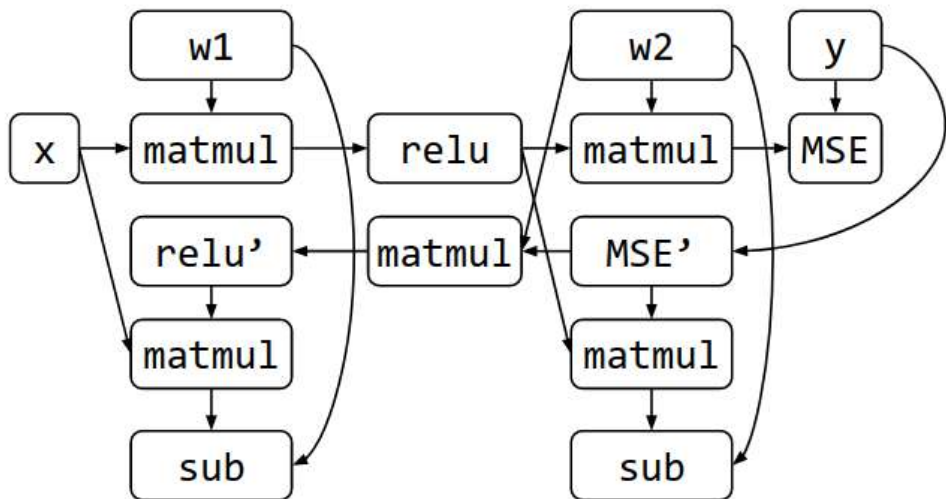 w1
w2
y
x
matmul
relu
matmul
MSE
relu’
matmul
MSE’
matmul
matmul
sub
sub